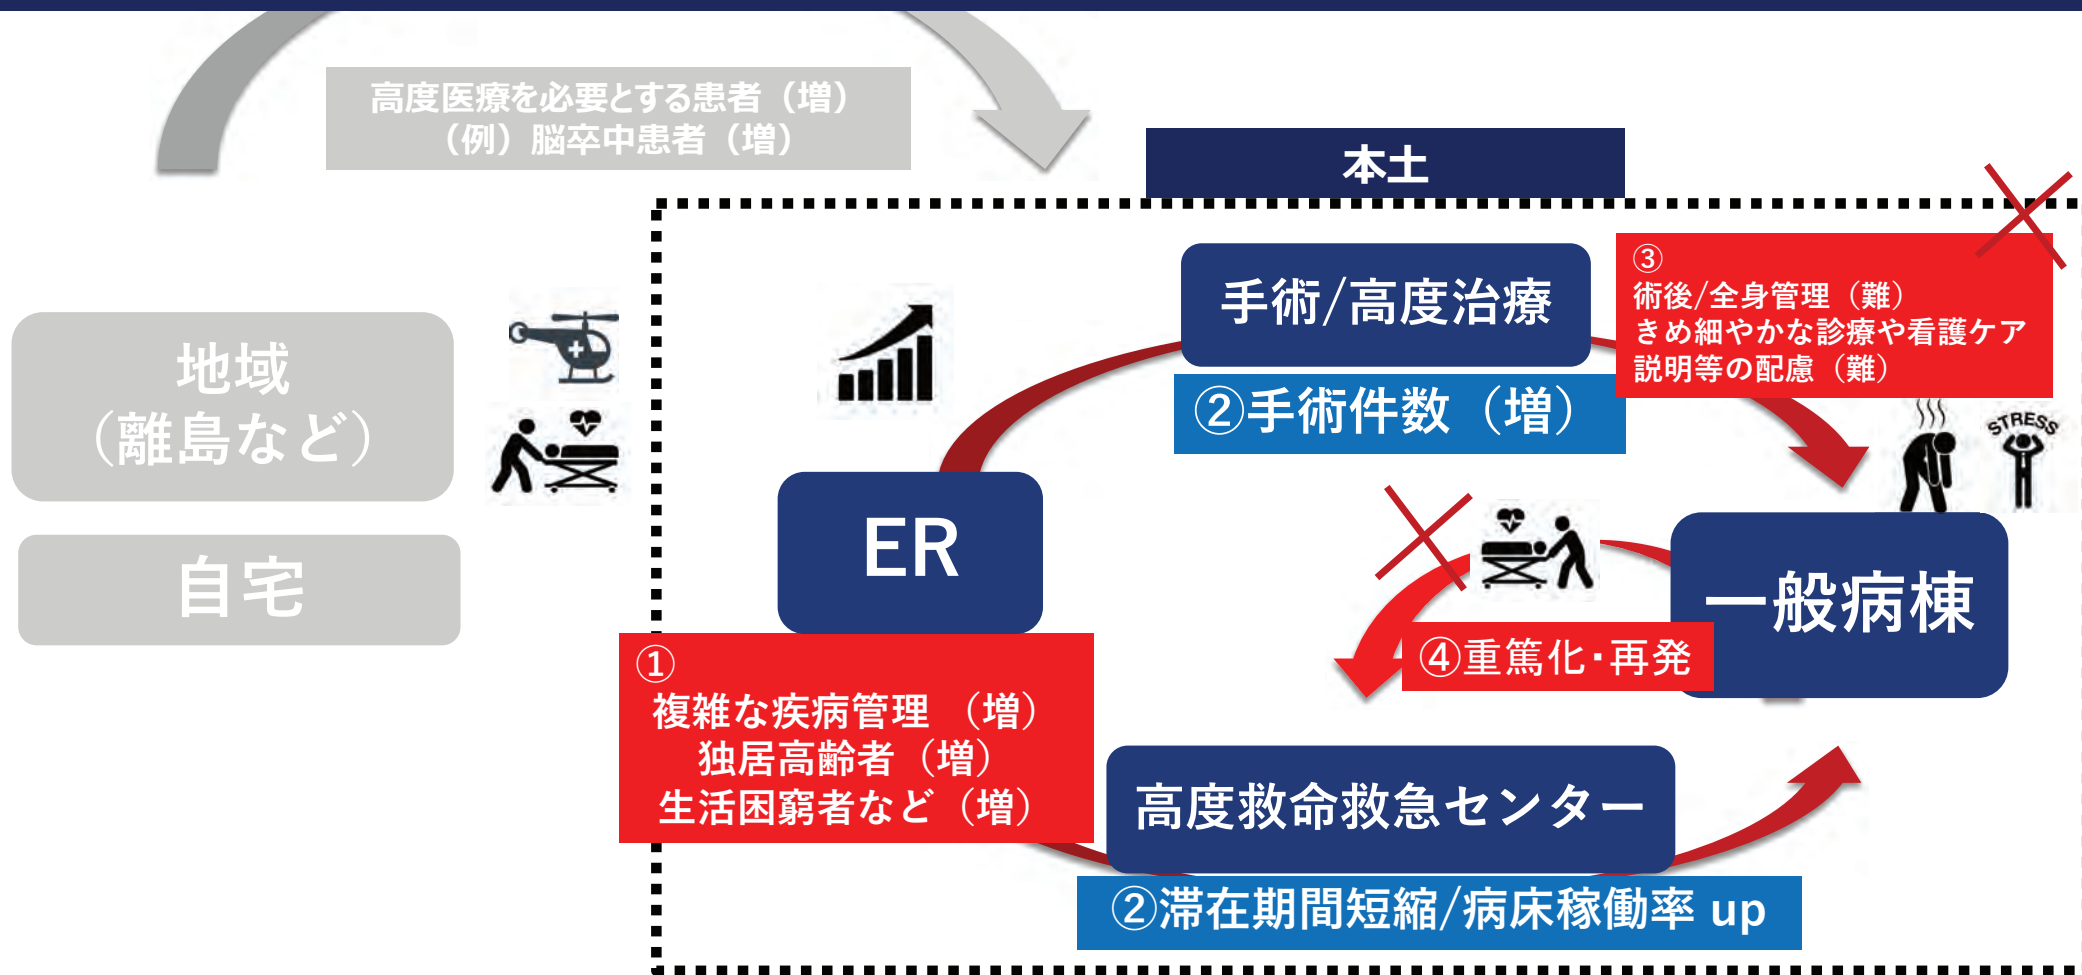 高度医療を必要とする患者（増）
（例）脳卒中患者（増）
本土
地域
（離島など）
自宅
手術/高度治療
②手術件数（増）
③
術後/全身管理（難）
きめ細やかな診療や看護ケア
説明等の配慮（難）
STRESS
ER
一般病棟
④重篤化・再発
①
複雑な疾病管理 （増）
独居高齢者（増）
生活困窮者など（増）
高度救命救急センター
②滞在期間短縮/病床稼働率 up